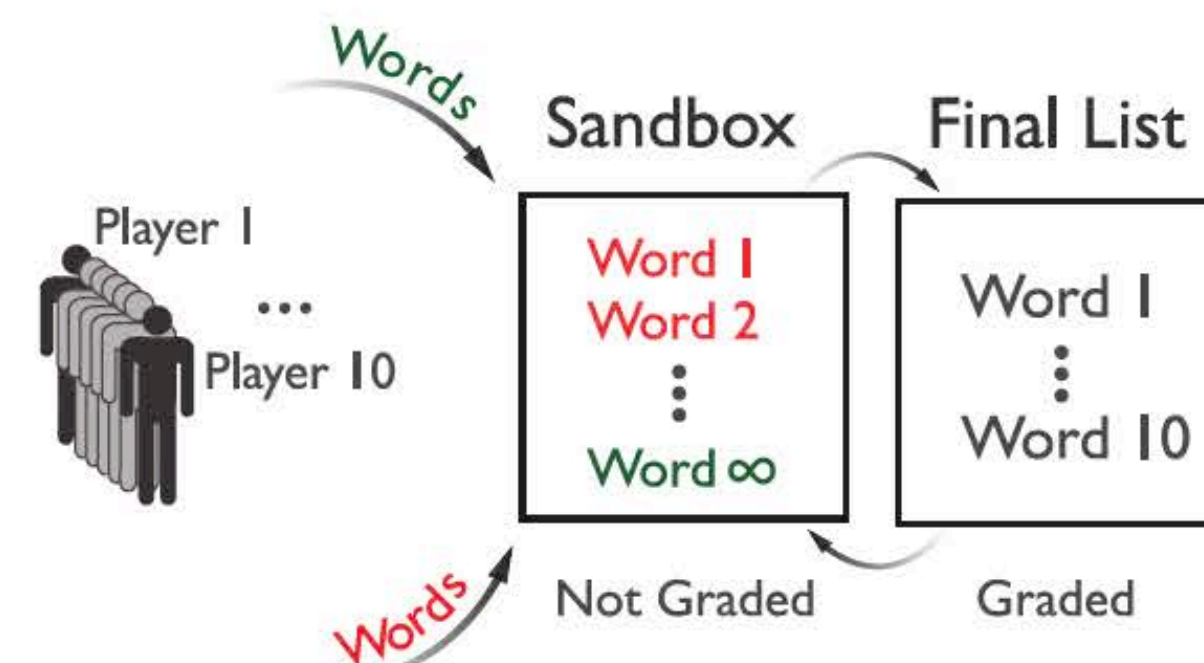 Words
Sandbox
Final List
Player 1
...
Player 10
Word 1
Word 2
⋮
Word ∞
Word 1
⋮
Word 10
Not Graded
Graded
Words